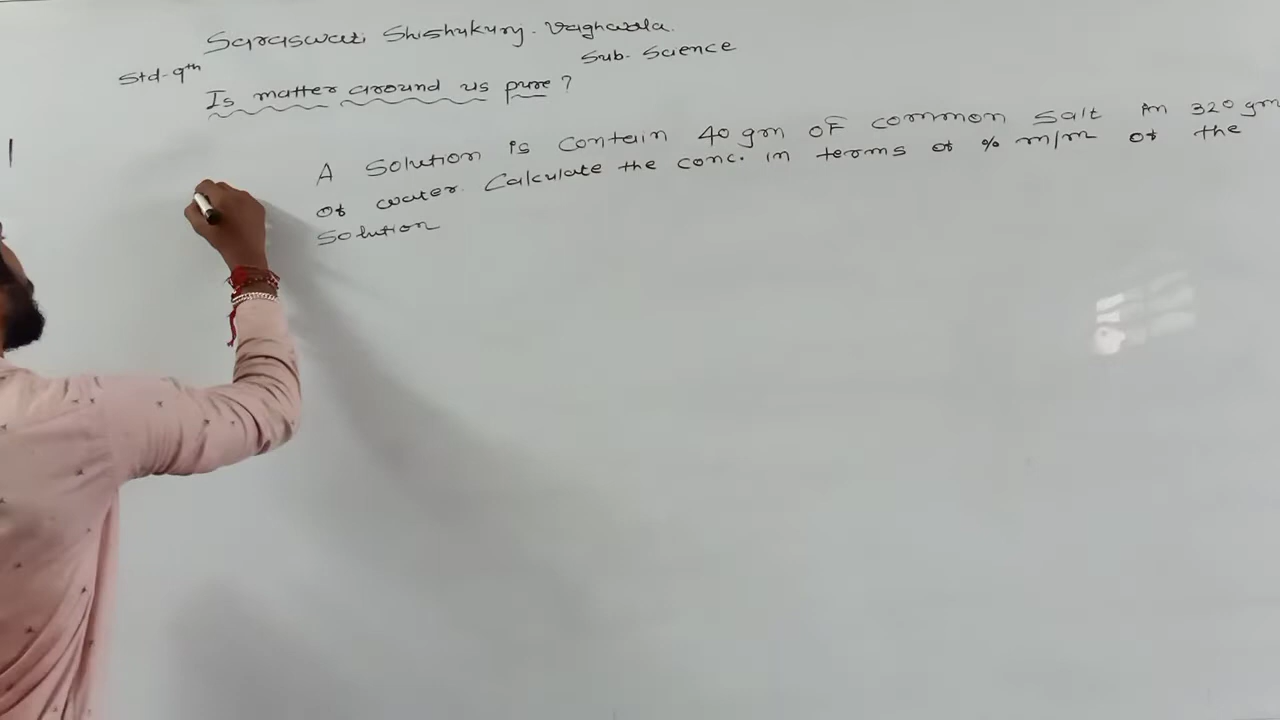 Saraswati Shishukunj. Vaghwala.
Std-9th
Sub. Science
Is matter around us pure?
A solution is contain 40 gm of common salt in 320 gm
of water. Calculate the conc. in terms of % m/m of the
solution